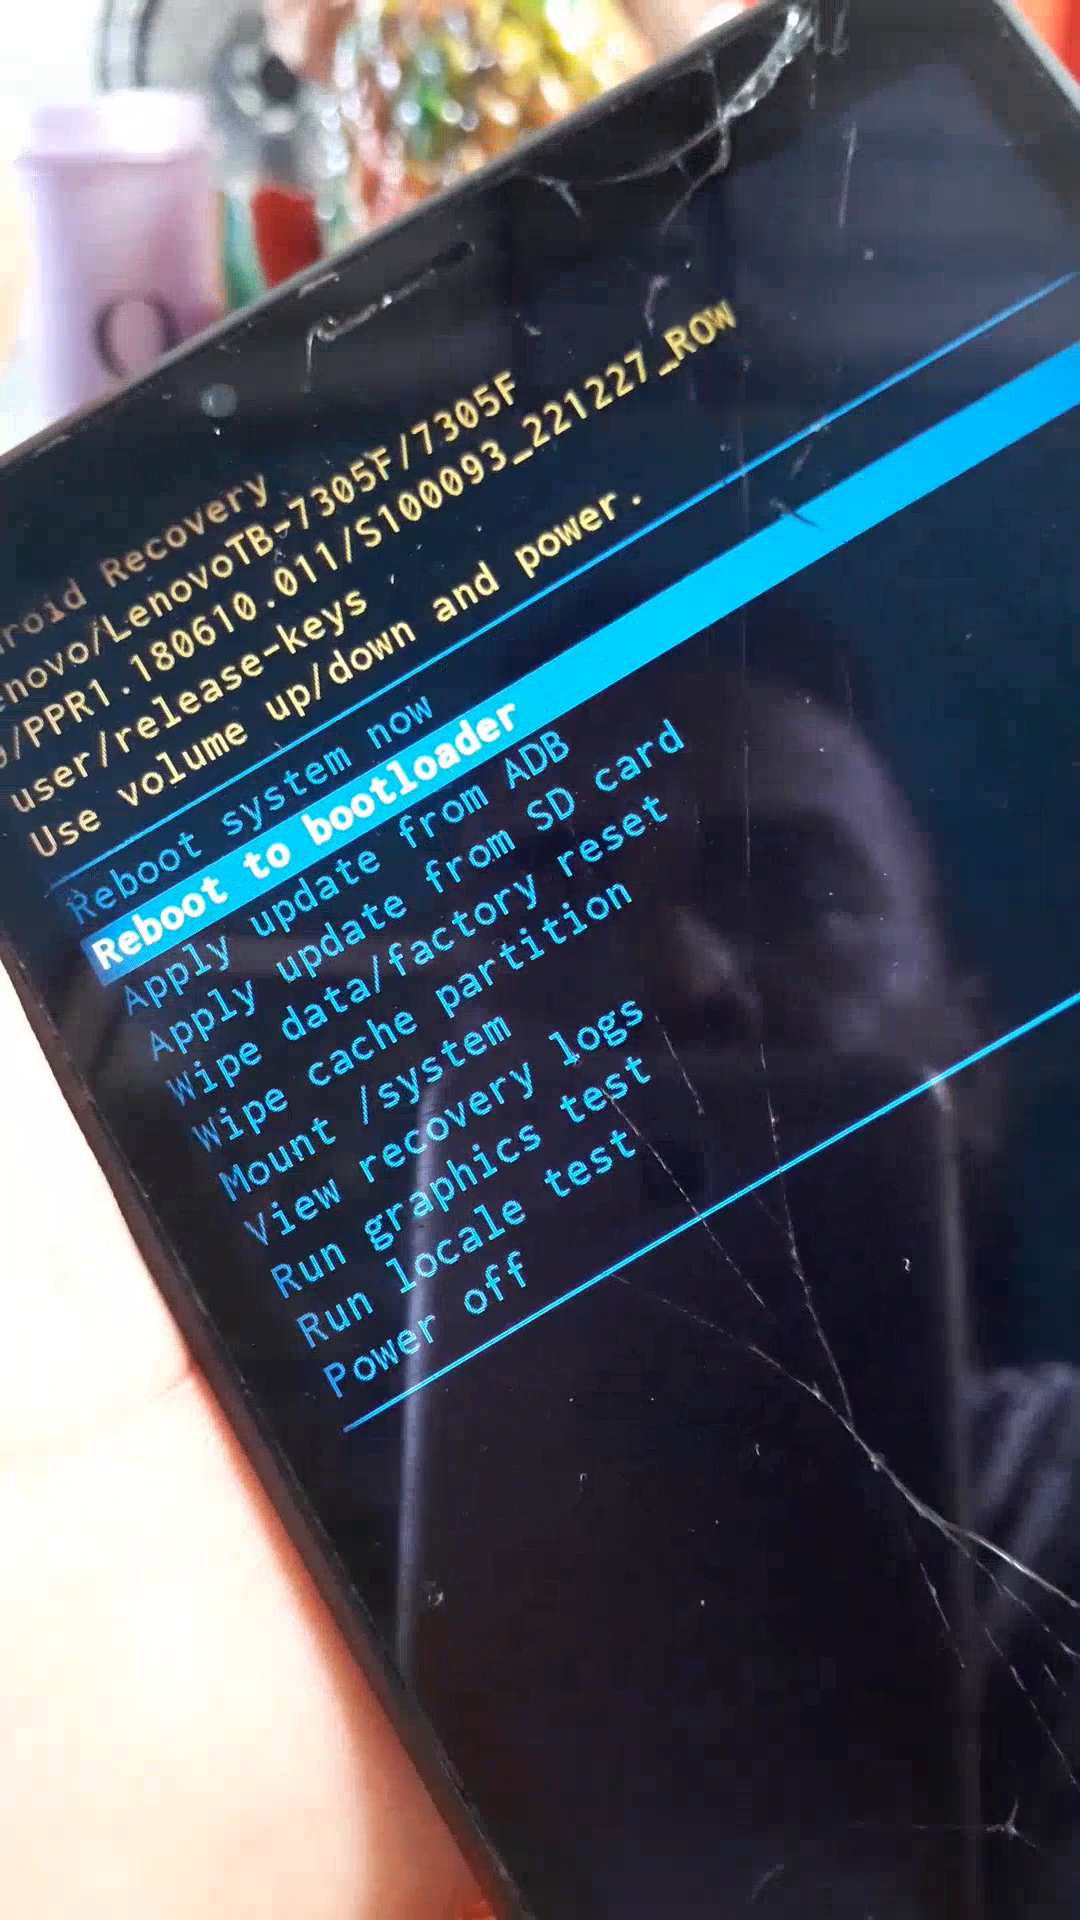 Recovery
/LenovoTB-7305F/7305F
/PPR1.180610.011/S100093_221227_ROW
user/release-keys
Use volume up/down and power.
Reboot system now
Reboot to bootloader
Apply update from ADB
Apply update from SD card
Wipe data/factory reset
Wipe cache partition
Mount /system
View recovery logs
Run graphics test
Run locale test
Power off